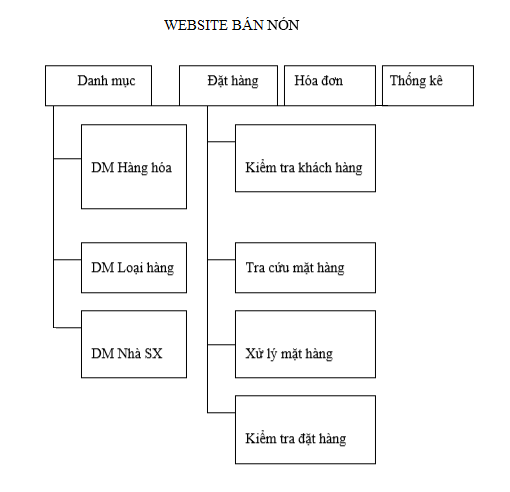 WEBSITE BÁN NÓN
Danh mục
Đặt hàng
Hóa đơn
Thống kê
DM Hàng hóa
Kiểm tra khách hàng
DM Loại hàng
Tra cứu mặt hàng
DM Nhà SX
Xử lý mặt hàng
Kiểm tra đặt hàng